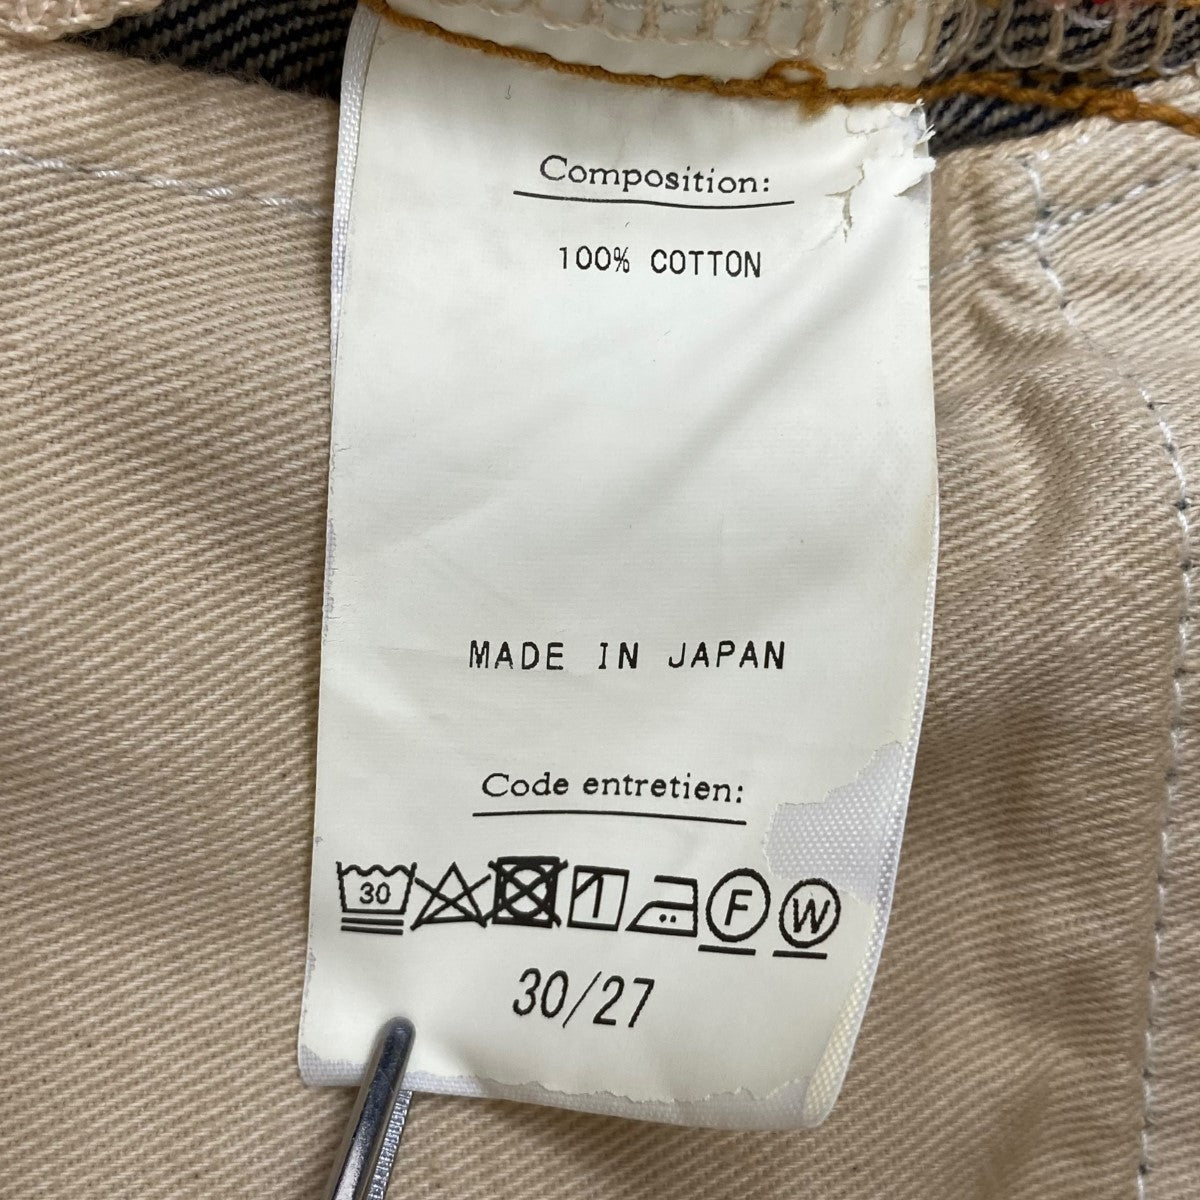 Composition:
100% COTTON
MADE IN JAPAN
Code entretien:
30 F W
30/27